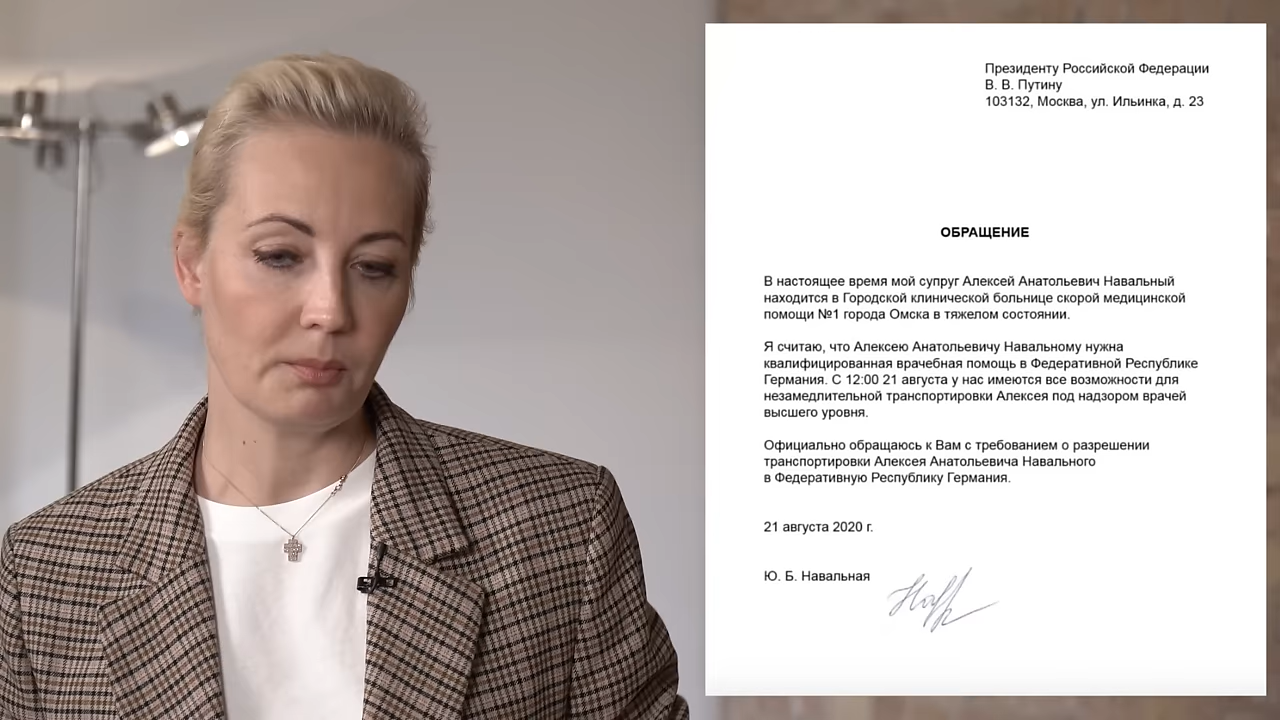 Президенту Российской Федерации
В. В. Путину
103132, Москва, ул. Ильинка, д. 23
ОБРАЩЕНИЕ
В настоящее время мой супруг Алексей Анатольевич Навальный
находится в Городской клинической больнице скорой медицинской
помощи №1 города Омска в тяжелом состоянии.
Я считаю, что Алексею Анатольевичу Навальному нужна
квалифицированная врачебная помощь в Федеративной Республике
Германия. С 12:00 21 августа у нас имеются все возможности для
незамедлительной транспортировки Алексея под надзором врачей
высшего уровня.
Официально обращаюсь к Вам с требованием о разрешении
транспортировки Алексея Анатольевича Навального
в Федеративную Республику Германия.
21 августа 2020 г.
Ю. Б. Навальная